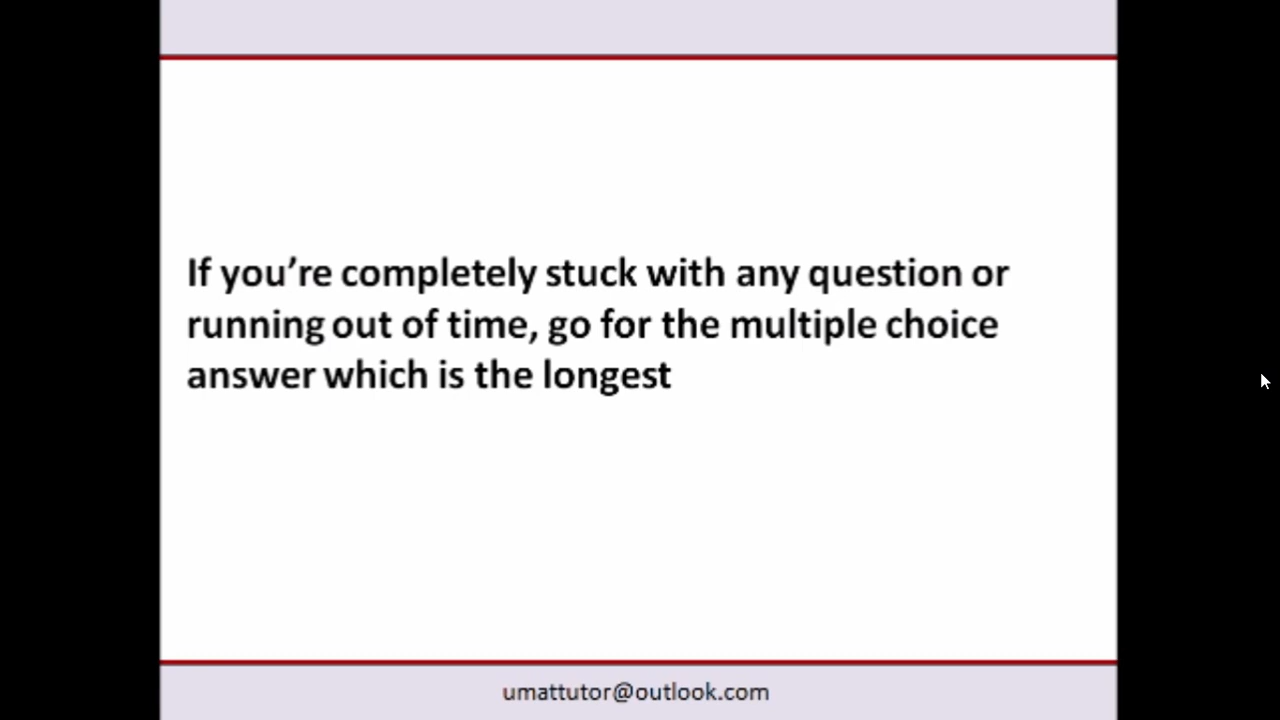 If you’re completely stuck with any question or
running out of time, go for the multiple choice
answer which is the longest
umattutor@outlook.com